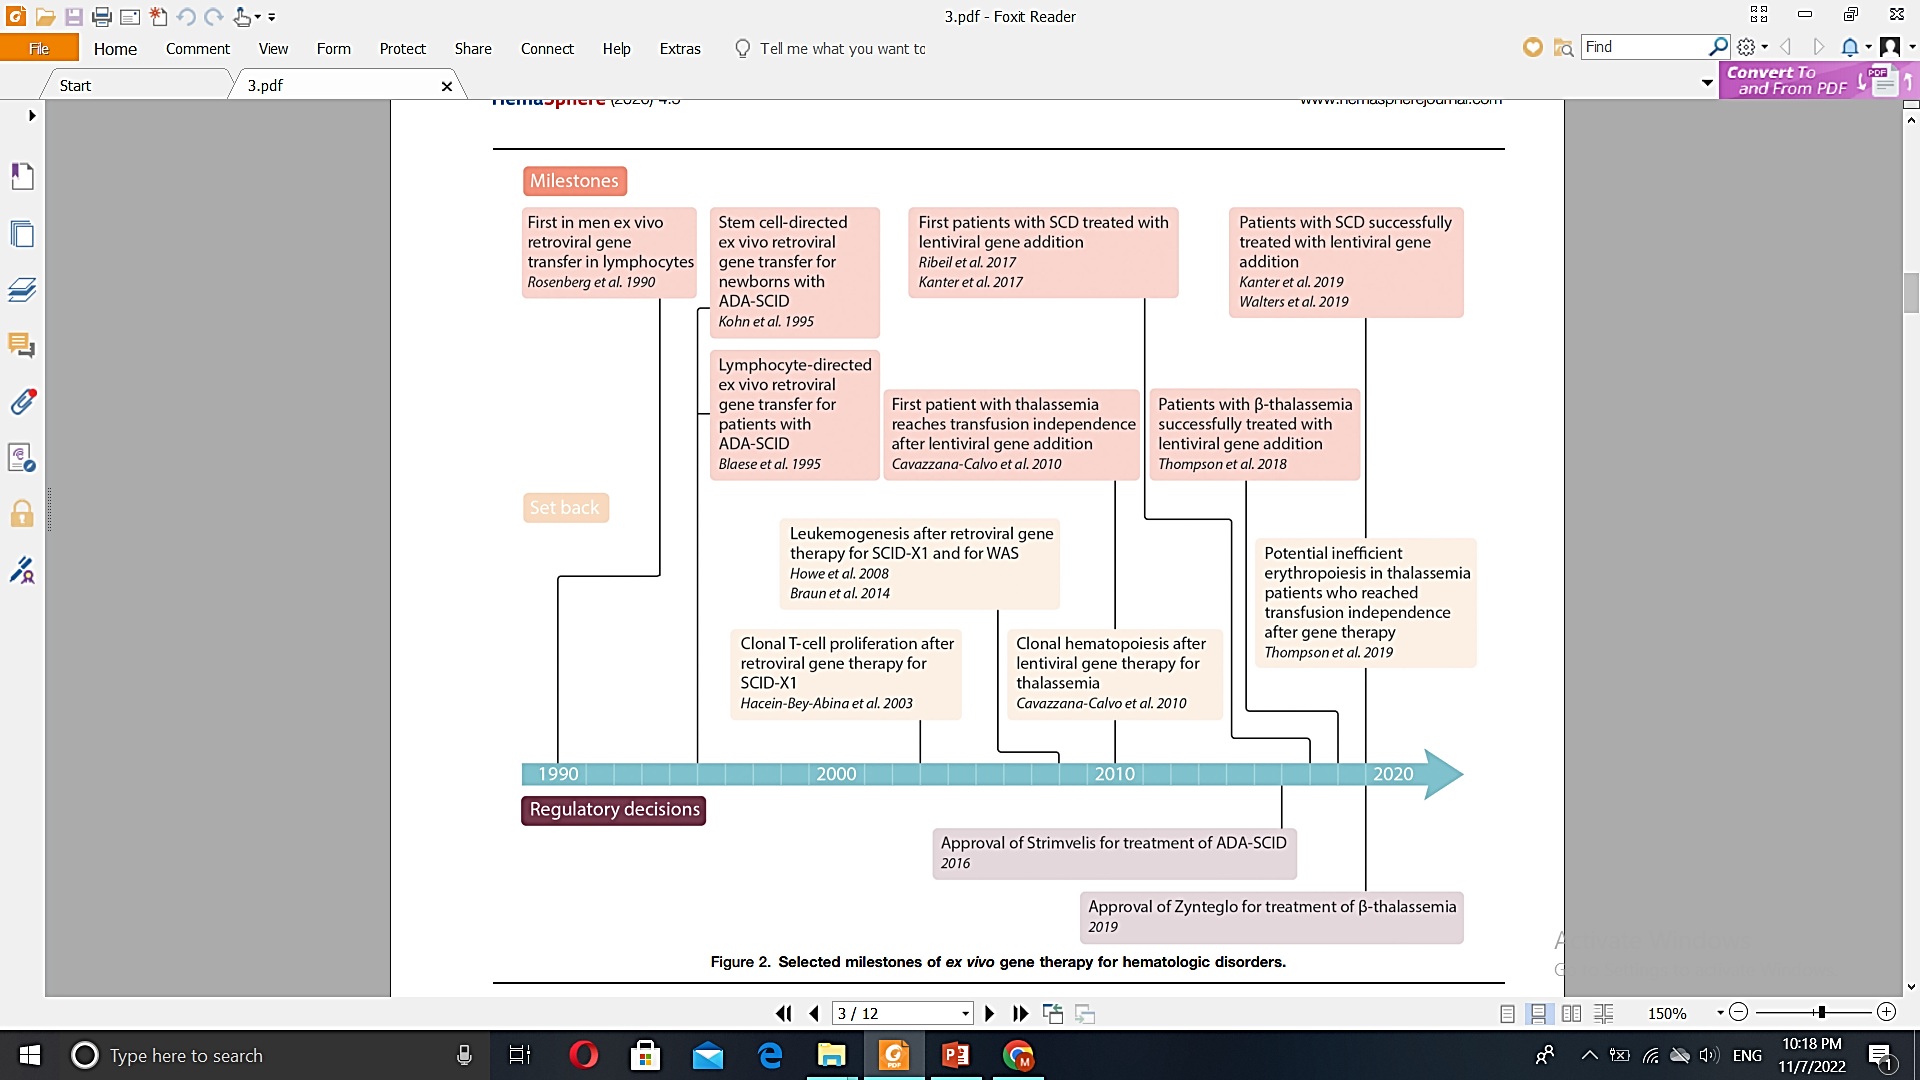 3.pdf - Foxit Reader
File
Home
Comment
View
Form
Protect
Share
Connect
Help
Extras
Tell me what you want to
Find
Start
3.pdf
Convert To
and From PDF
PDF
HemaSphere (2020) 4:5
www.hemaspherejournal.com
Milestones
First in men ex vivo
retroviral gene
transfer in lymphocytes
Rosenberg et al. 1990
Stem cell-directed
ex vivo retroviral
gene transfer for
newborns with
ADA-SCID
Kohn et al. 1995
First patients with SCD treated with
lentiviral gene addition
Ribeil et al. 2017
Kanter et al. 2017
Patients with SCD successfully
treated with lentiviral gene
addition
Kanter et al. 2019
Walters et al. 2019
Lymphocyte-directed
ex vivo retroviral
gene transfer for
patients with
ADA-SCID
Blaese et al. 1995
First patient with thalassemia
reaches transfusion independence
after lentiviral gene addition
Cavazzana-Calvo et al. 2010
Patients with β-thalassemia
successfully treated with
lentiviral gene addition
Thompson et al. 2018
Set back
Leukemogenesis after retroviral gene
therapy for SCID-X1 and for WAS
Howe et al. 2008
Braun et al. 2014
Potential inefficient
erythropoiesis in thalassemia
patients who reached
transfusion independence
after gene therapy
Thompson et al. 2019
Clonal T-cell proliferation after
retroviral gene therapy for
SCID-X1
Hacein-Bey-Abina et al. 2003
Clonal hematopoiesis after
lentiviral gene therapy for
thalassemia
Cavazzana-Calvo et al. 2010
1990
2000
2010
2020
Regulatory decisions
Approval of Strimvelis for treatment of ADA-SCID
2016
Approval of Zynteglo for treatment of β-thalassemia
2019
Figure 2. Selected milestones of ex vivo gene therapy for hematologic disorders.
Activate Windows
3 / 12
150%
Type here to search
ENG
10:18 PM
11/7/2022
1